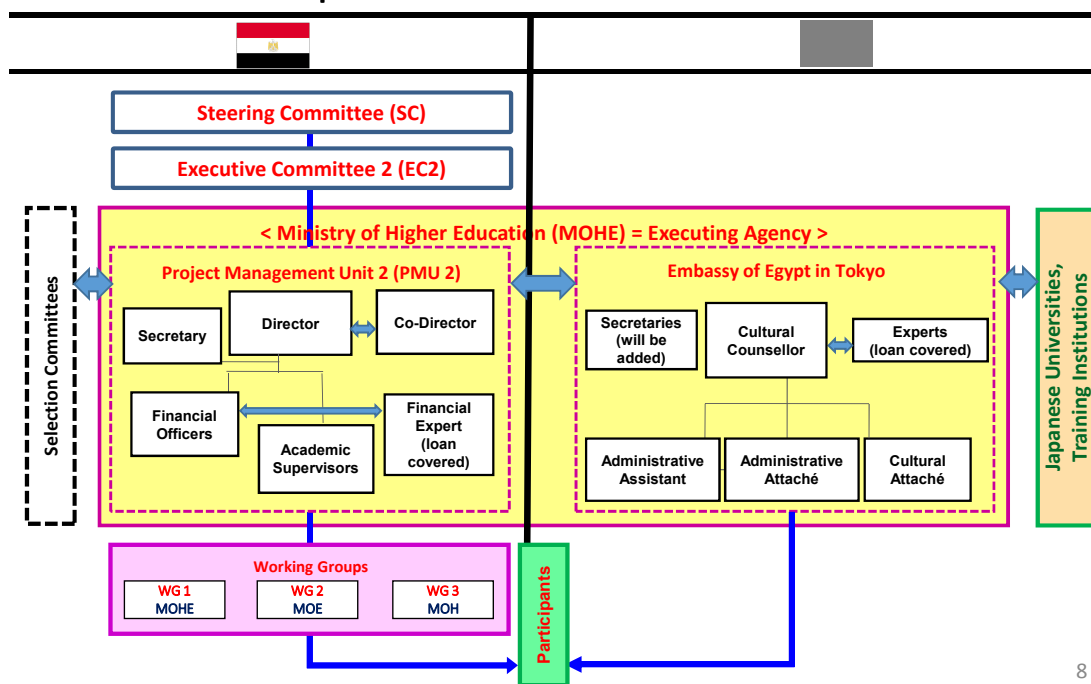 Steering Committee (SC)
Executive Committee 2 (EC2)
< Ministry of Higher Education (MOHE) = Executing Agency >
Selection Committees
Project Management Unit 2 (PMU 2)
Secretary
Director
Co-Director
Financial
Officers
Academic
Supervisors
Financial
Expert
(loan
covered)
Embassy of Egypt in Tokyo
Secretaries
(will be
added)
Cultural
Counsellor
Experts
(loan covered)
Administrative
Assistant
Administrative
Attaché
Cultural
Attaché
Japanese Universities,
Training Institutions
Working Groups
WG 1
MOHE
WG 2
MOE
WG 3
MOH
Participants
8